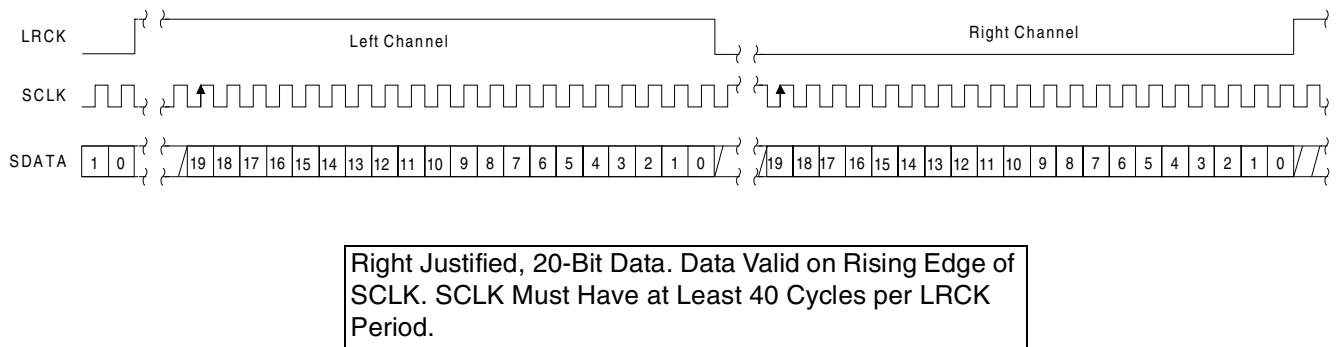 LRCK Left Channel Right Channel
SCLK
SDATA 1 0 19 18 17 16 15 14 13 12 11 10 9 8 7 6 5 4 3 2 1 0 19 18 17 16 15 14 13 12 11 10 9 8 7 6 5 4 3 2 1 0
Right Justified, 20-Bit Data. Data Valid on Rising Edge of
SCLK. SCLK Must Have at Least 40 Cycles per LRCK
Period.